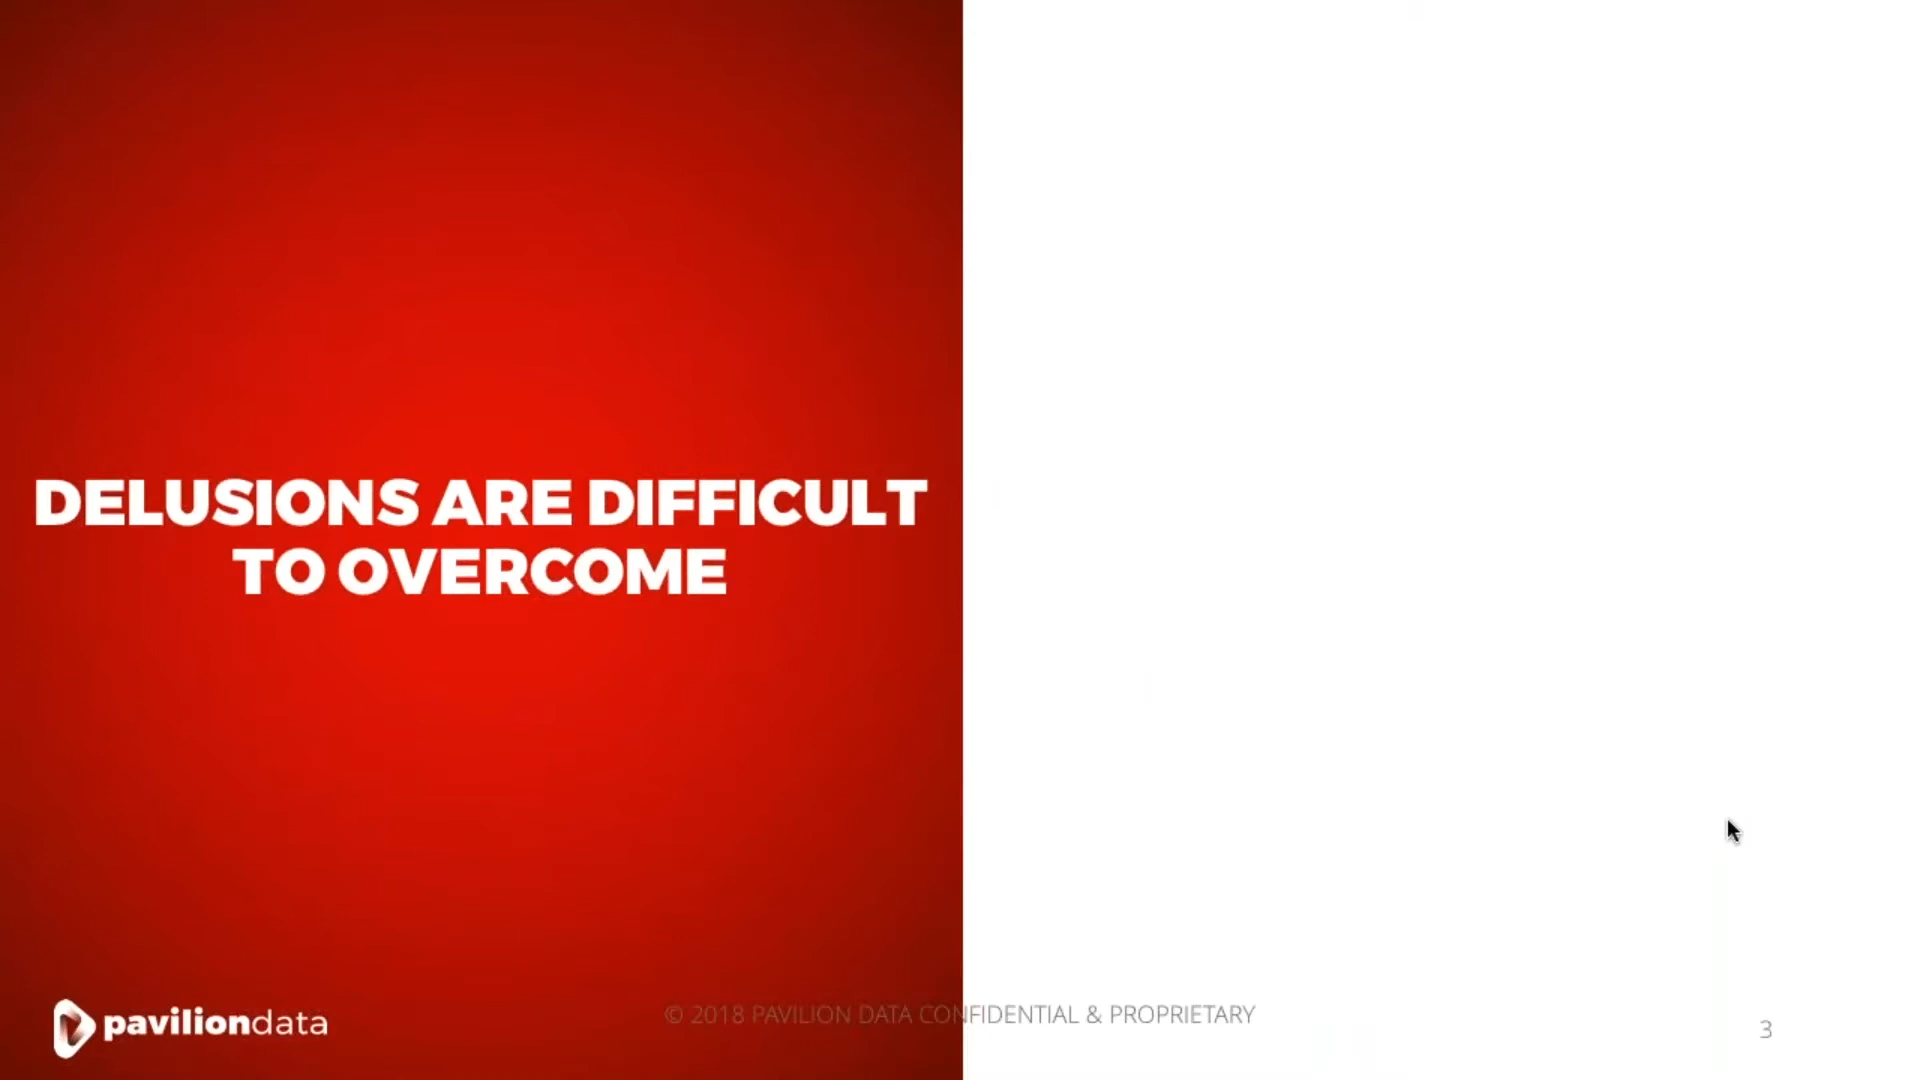 DELUSIONS ARE DIFFICULT
TO OVERCOME
paviliondata
© 2018 PAVILION DATA CONFIDENTIAL & PROPRIETARY
3